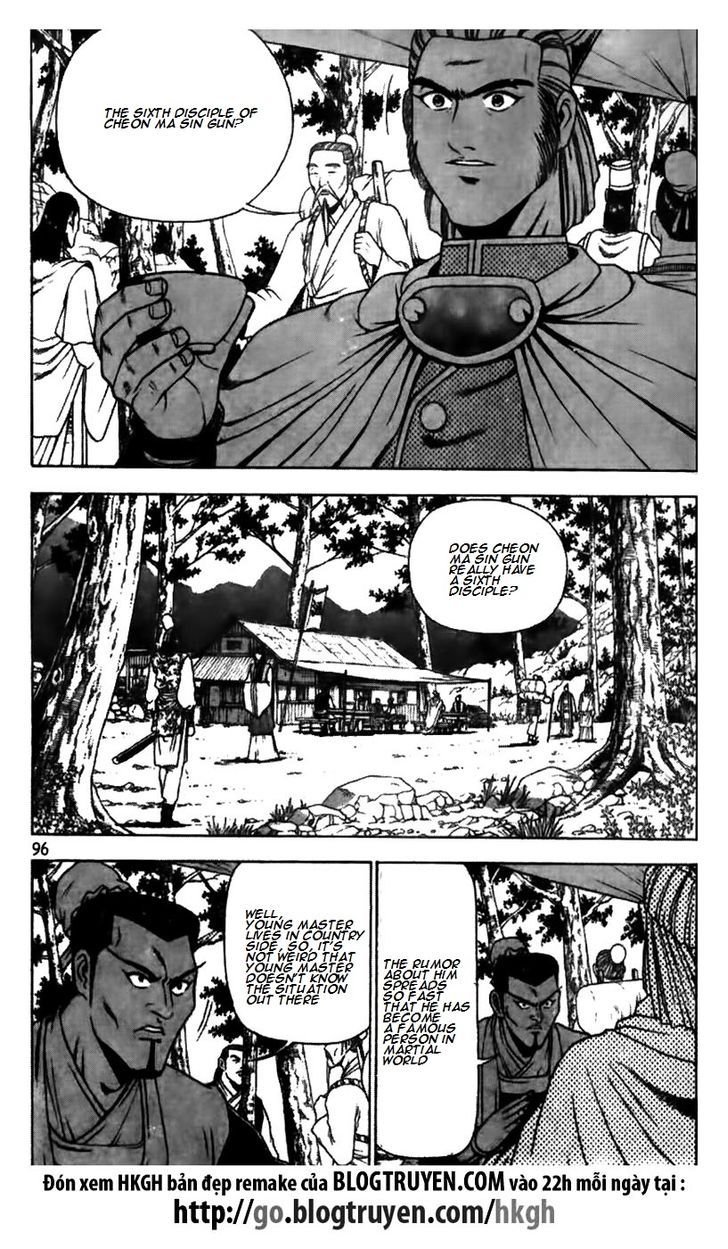 THE SIXTH DISCIPLE OF
CHEON MA SIN GUN?
DOES CHEON
MA SIN GUN
REALLY HAVE
A SIXTH
DISCIPLE?
96
WELL,
YOUNG MASTER
LIVES IN COUNTRY
SIDE, SO, IT'S
NOT WEIRD THAT
YOUNG MASTER
DOESN'T KNOW
THE SITUATION
OUT THERE
THE RUMOR
ABOUT HIM
SPREADS
SO FAST
THAT HE HAS
BECOME
A FAMOUS
PERSON IN
MARTIAL
WORLD
Đón xem HKGH bản đẹp remake của BLOGTRUYEN.COM vào 22h mỗi ngày tại :
http://go.blogtruyen.com/hkgh